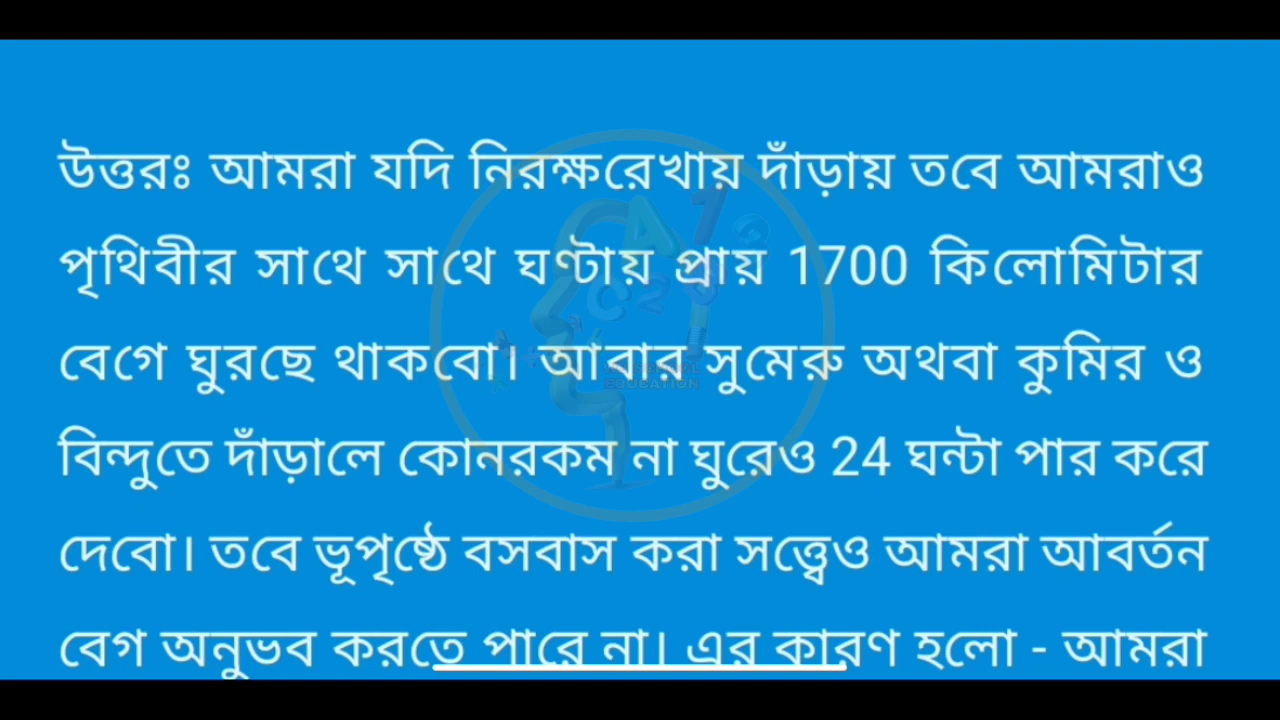 উত্তরঃ আমরা যদি নিরক্ষরেখায় দাঁড়ায় তবে আমরাও
পৃথিবীর সাথে সাথে ঘণ্টায় প্রায় 1700 কিলোমিটার
বেগে ঘুরছে থাকবো। আবার সুমেরু অথবা কুমির ও
বিন্দুতে দাঁড়ালে কোনরকম না ঘুরেও 24 ঘন্টা পার করে
দেবো। তবে ভূপৃষ্ঠে বসবাস করা সত্ত্বেও আমরা আবর্তন
বেগ অনুভব করতে পারে না। এর কারণ হলো - আমরা
EDUCATION